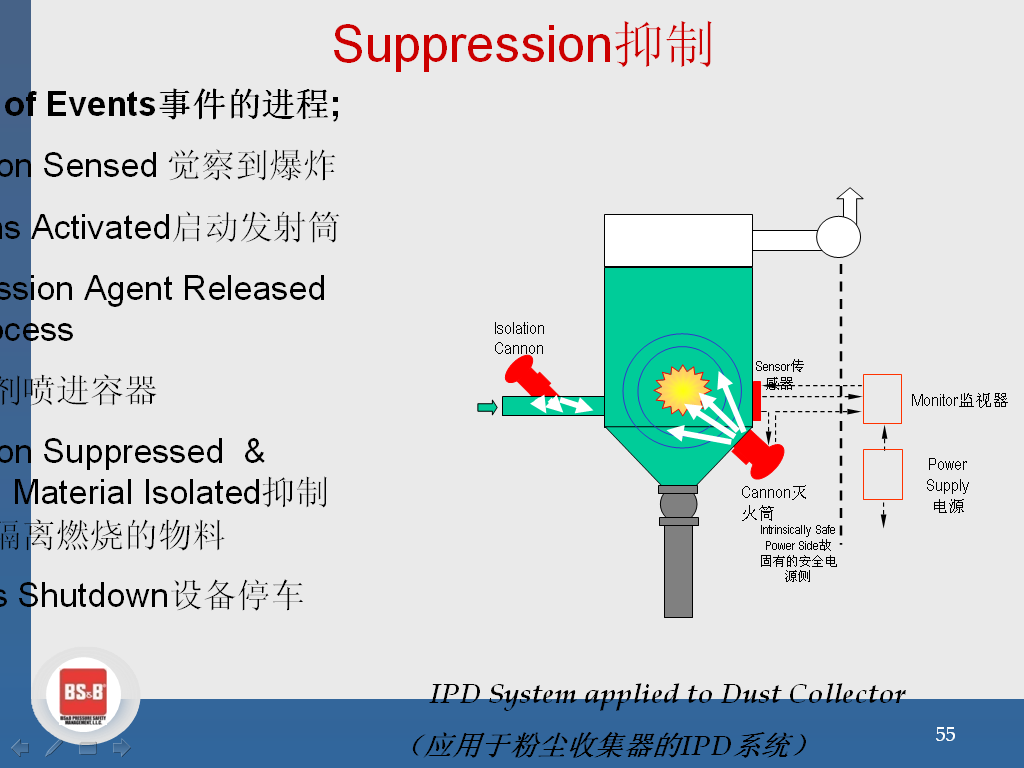 Suppression抑制
of Events事件的进程;
on Sensed 觉察到爆炸
s Activated启动发射筒
ssion Agent Released
ocess
剂喷进容器
on Suppressed &
Material Isolated抑制
隔离燃烧的物料
s Shutdown设备停车
Isolation
Cannon
Sensor传
感器
Monitor监视器
Power
Supply
电源
Cannon灭
火筒
Intrinsically Safe
Power Side故
固有的安全电
源侧
BS&B
BS&B PRESSURE SAFETY
MANAGEMENT, L.L.C.
IPD System applied to Dust Collector
(应用于粉尘收集器的IPD系统)
55